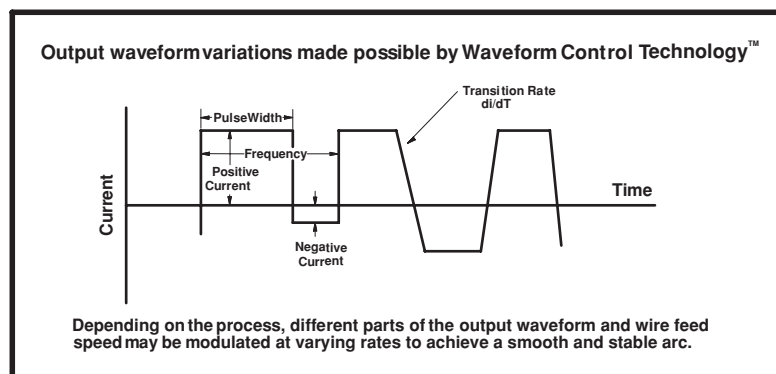 Output waveform variations made possible by Waveform Control Technology™
Transition Rate
di/dT
Pulse Width
Frequency
Positive
Current
Current
Time
Negative
Current
Depending on the process, different parts of the output waveform and wire feed
speed may be modulated at varying rates to achieve a smooth and stable arc.